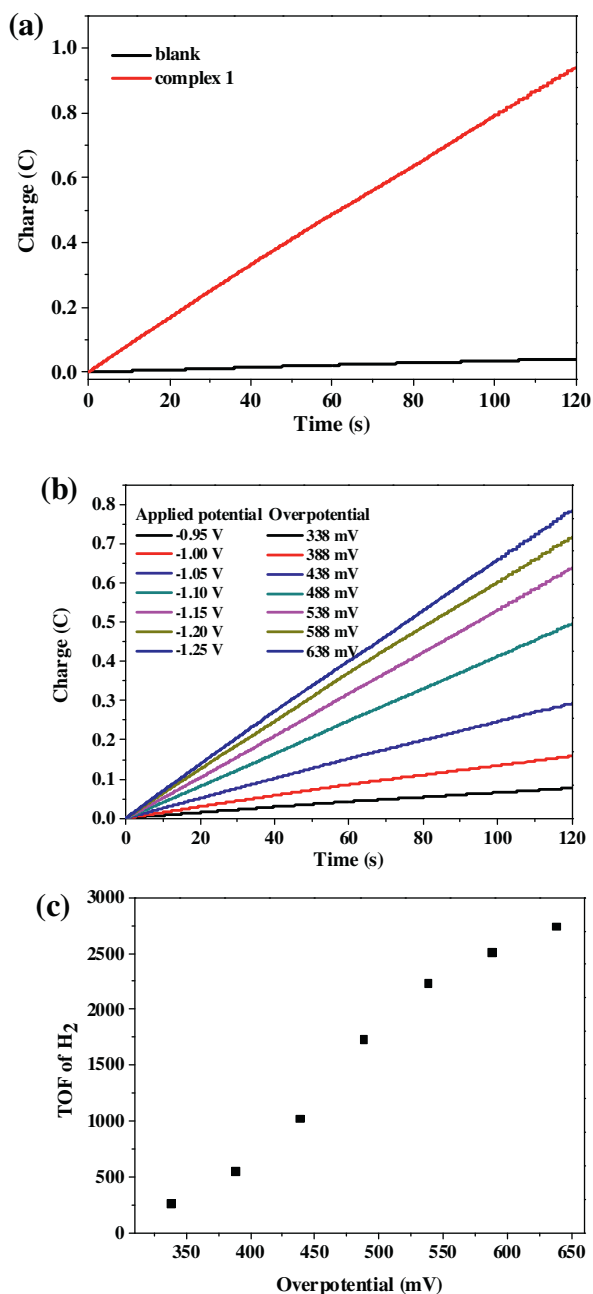 (a)
blank
complex 1
1.0
0.8
0.6
0.4
0.2
0.0
Charge (C)
0 20 40 60 80 100 120
Time (s)
(b)
Applied potential Overpotential
-0.95 V 338 mV
-1.00 V 388 mV
-1.05 V 438 mV
-1.10 V 488 mV
-1.15 V 538 mV
-1.20 V 588 mV
-1.25 V 638 mV
0.8
0.7
0.6
0.5
0.4
0.3
0.2
0.1
0.0
Charge (C)
0 20 40 60 80 100 120
Time (s)
(c)
3000
2500
2000
1500
1000
500
0
TOF of H2
350 400 450 500 550 600 650
Overpotential (mV)